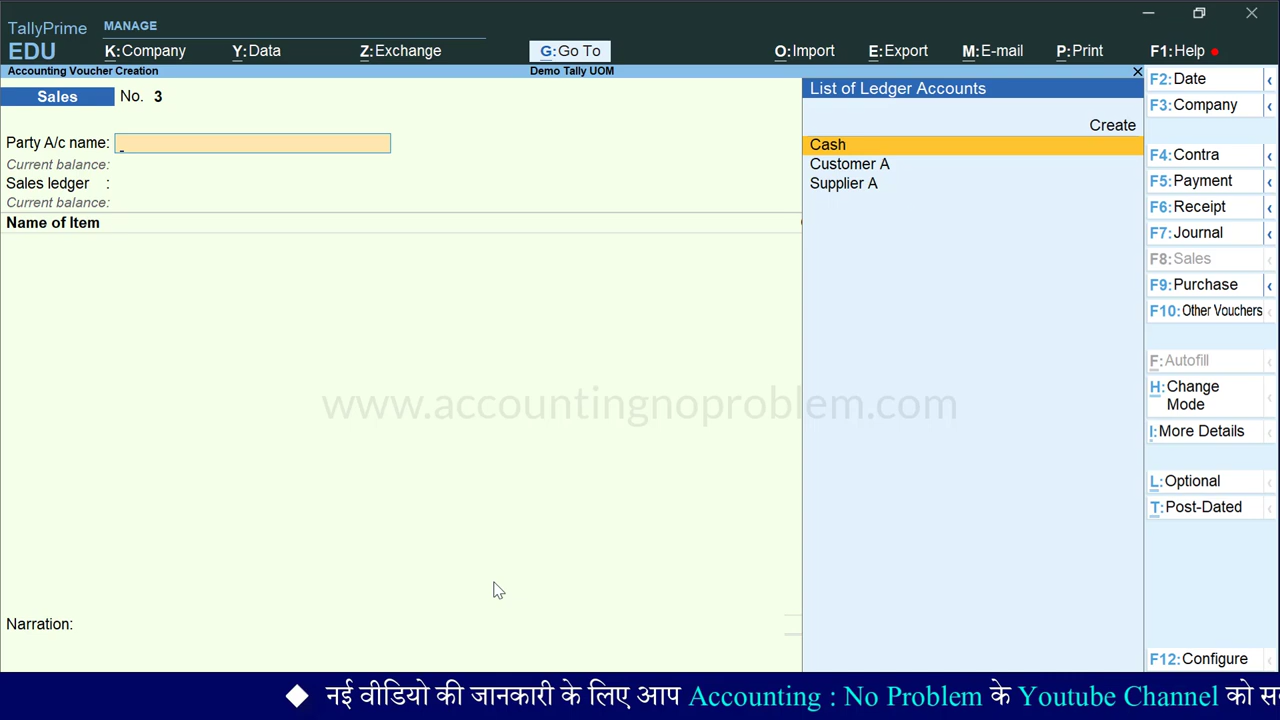 TallyPrime
MANAGE
EDU
K:Company
Y:Data
Z:Exchange
G:Go To
O:Import
E:Export
M:E-mail
P:Print
F1:Help
Accounting Voucher Creation
Demo Tally UOM
Sales No. 3
Party A/c name:
Current balance:
Sales ledger :
Current balance:
Name of Item
Narration:
List of Ledger Accounts
Create
Cash
Customer A
Supplier A
F2:Date
F3:Company
F4:Contra
F5:Payment
F6:Receipt
F7:Journal
F8:Sales
F9:Purchase
F10:Other Vouchers
F:Autofill
H:Change
Mode
I:More Details
L:Optional
T:Post-Dated
F12:Configure
www.accountingnoproblem.com
नई वीडियो की जानकारी के लिए आप Accounting : No Problem के Youtube Channel को